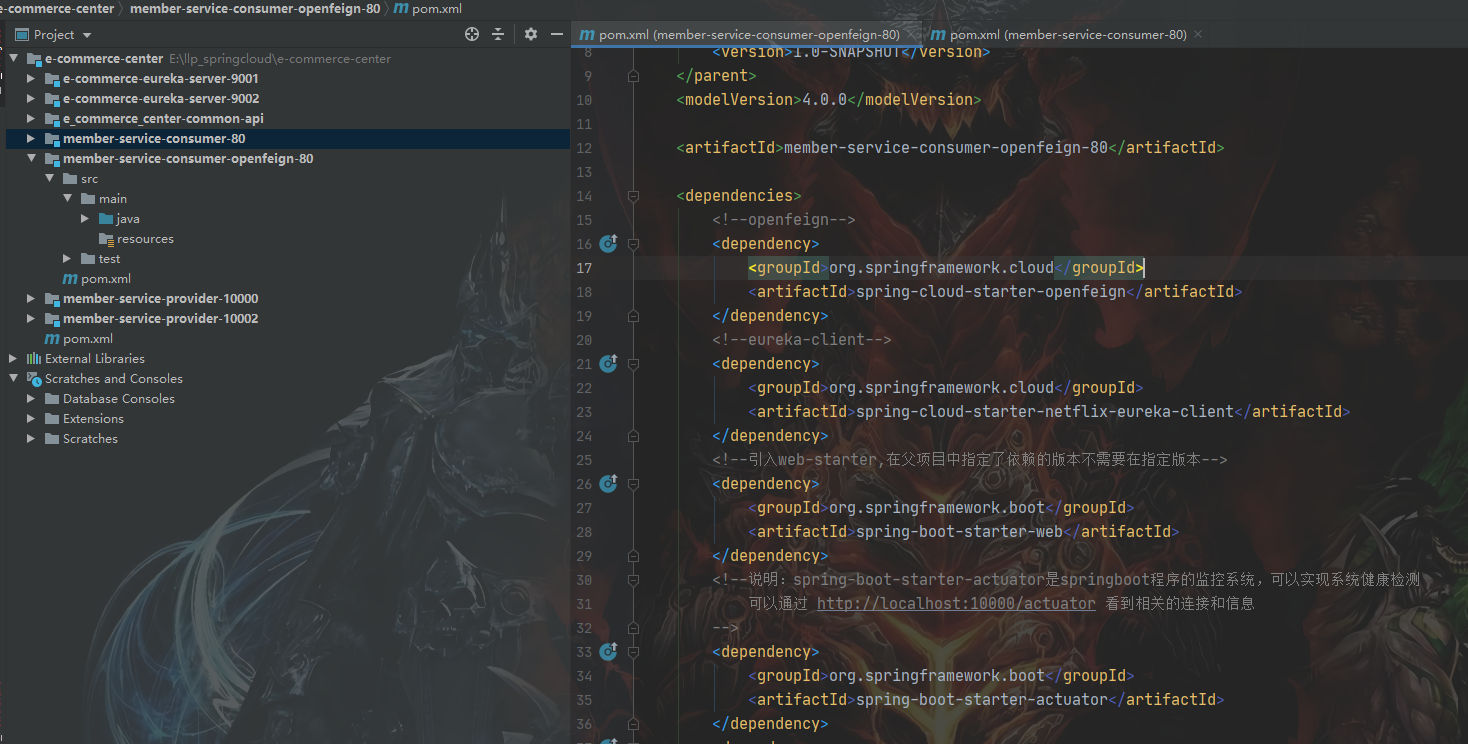 e-commerce-center 〉 member-service-consumer-openfeign-80 〉 m pom.xml
Project
e-commerce-center E:\llp_springcloud\e-commerce-center
e-commerce-eureka-server-9001
e-commerce-eureka-server-9002
e_commerce_center-common-api
member-service-consumer-80
member-service-consumer-openfeign-80
src
main
java
resources
test
m pom.xml
member-service-provider-10000
member-service-provider-10002
m pom.xml
External Libraries
Scratches and Consoles
Database Consoles
Extensions
Scratches
m pom.xml (member-service-consumer-openfeign-80) × m pom.xml (member-service-consumer-80) ×
8 <version>1.0-SNAPSHOT</version>
9 </parent>
10 <modelVersion>4.0.0</modelVersion>
11
12 <artifactId>member-service-consumer-openfeign-80</artifactId>
13
14 <dependencies>
15 <!--openfeign-->
16 <dependency>
17 <groupId>org.springframework.cloud</groupId>
18 <artifactId>spring-cloud-starter-openfeign</artifactId>
19 </dependency>
20 <!--eureka-client-->
21 <dependency>
22 <groupId>org.springframework.cloud</groupId>
23 <artifactId>spring-cloud-starter-netflix-eureka-client</artifactId>
24 </dependency>
25 <!--引入web-starter,在父项目中指定了依赖的版本不需要在指定版本-->
26 <dependency>
27 <groupId>org.springframework.boot</groupId>
28 <artifactId>spring-boot-starter-web</artifactId>
29 </dependency>
30 <!--说明：spring-boot-starter-actuator是springboot程序的监控系统，可以实现系统健康检测
31 可以通过 http://localhost:10000/actuator 看到相关的连接和信息
32 -->
33 <dependency>
34 <groupId>org.springframework.boot</groupId>
35 <artifactId>spring-boot-starter-actuator</artifactId>
36 </dependency>